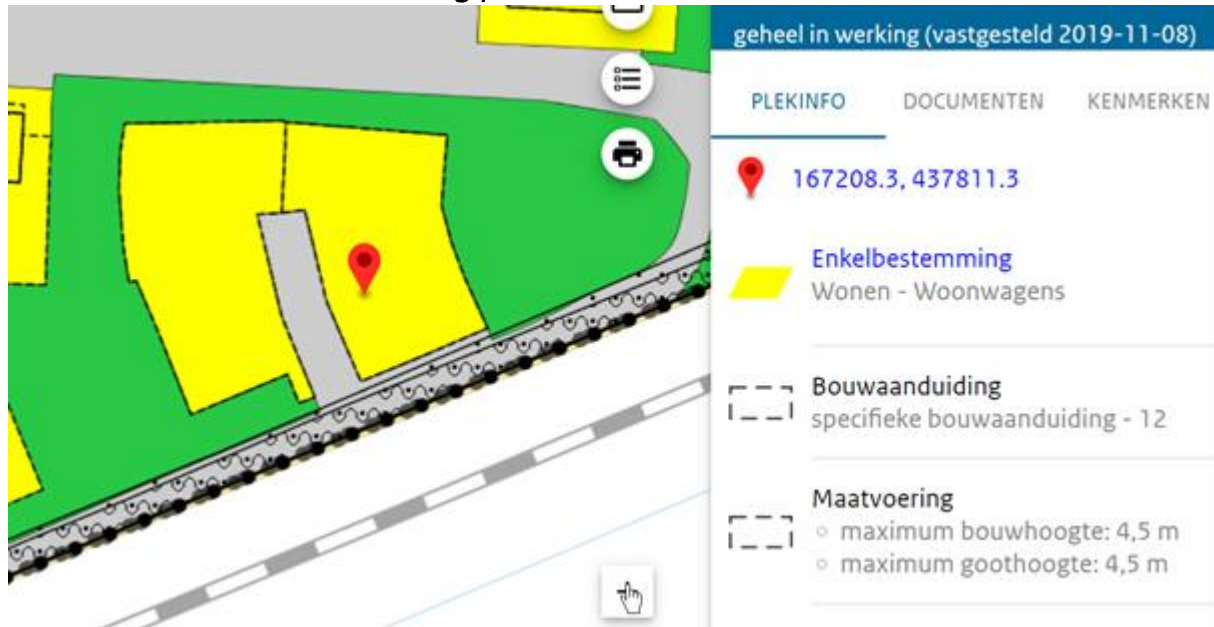 geheel in werking (vastgesteld 2019-11-08)
PLEKINFO DOCUMENTEN KENMERKEN
167208.3, 437811.3
Enkelbestemming
Wonen - Woonwagens
Bouwaanduiding
specifieke bouwaanduiding - 12
Maatvoering
maximum bouwhoogte: 4,5 m
maximum goothoogte: 4,5 m